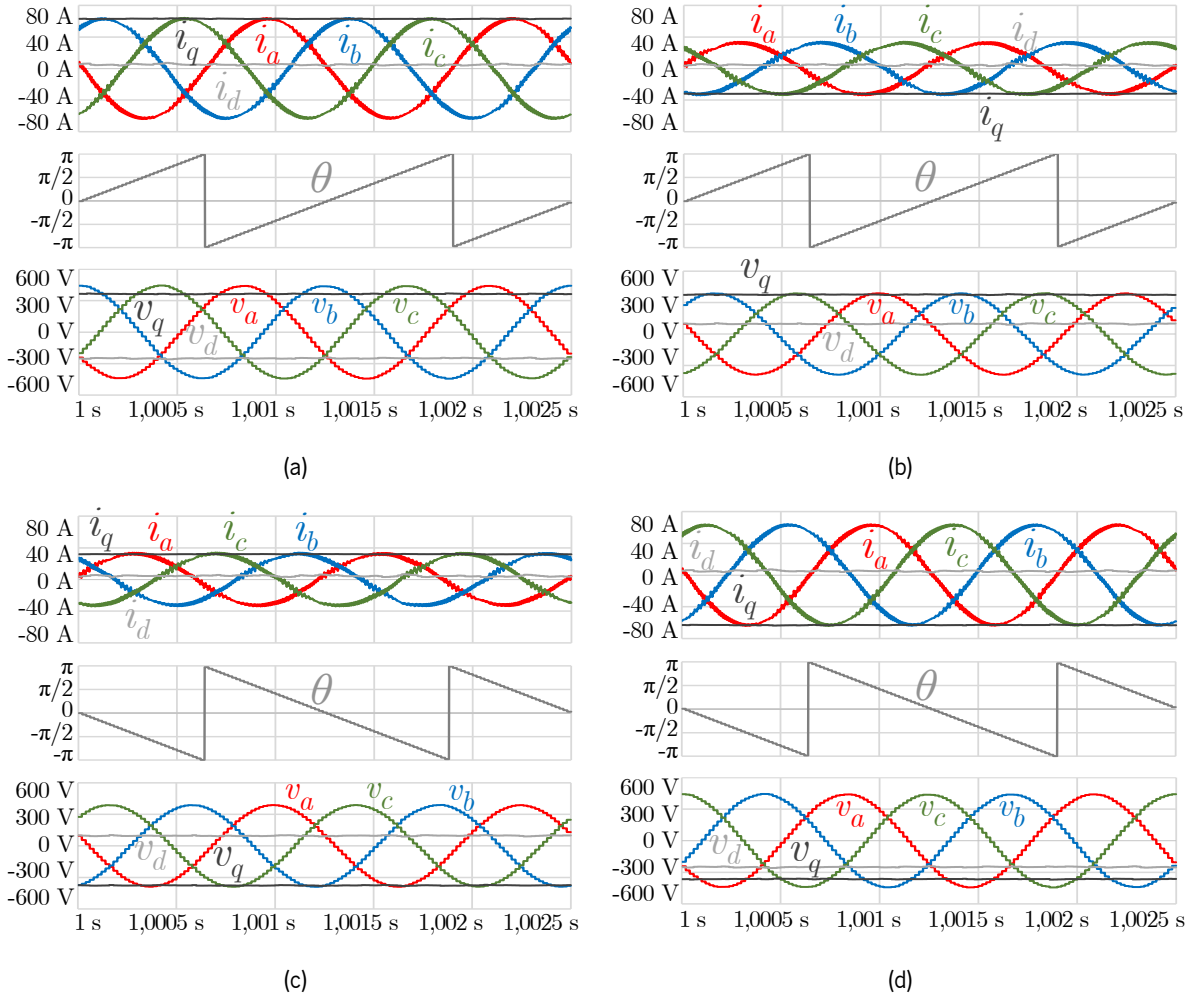 80 A
40 A
0 A
-40 A
-80 A
i_q i_a i_b i_c
i_d
π
π/2
0
-π/2
-π
θ
600 V
300 V
0 V
-300 V
-600 V
v_q v_d v_a v_b v_c
1 s 1,0005 s 1,001 s 1,0015 s 1,002 s 1,0025 s
(a)
80 A
40 A
0 A
-40 A
-80 A
i_a i_b i_c i_d
i_q
π
π/2
0
-π/2
-π
θ
600 V
300 V
0 V
-300 V
-600 V
v_q
v_d v_a v_b v_c
1 s 1,0005 s 1,001 s 1,0015 s 1,002 s 1,0025 s
(b)
80 A
40 A
0 A
-40 A
-80 A
i_q i_a i_c i_b
i_d
π
π/2
0
-π/2
-π
θ
600 V
300 V
0 V
-300 V
-600 V
v_a v_c v_b
v_d v_q
1 s 1,0005 s 1,001 s 1,0015 s 1,002 s 1,0025 s
(c)
80 A
40 A
0 A
-40 A
-80 A
i_d i_a i_c i_b
i_q
π
π/2
0
-π/2
-π
θ
600 V
300 V
0 V
-300 V
-600 V
v_a v_c v_b
v_d v_q
1 s 1,0005 s 1,001 s 1,0015 s 1,002 s 1,0025 s
(d)